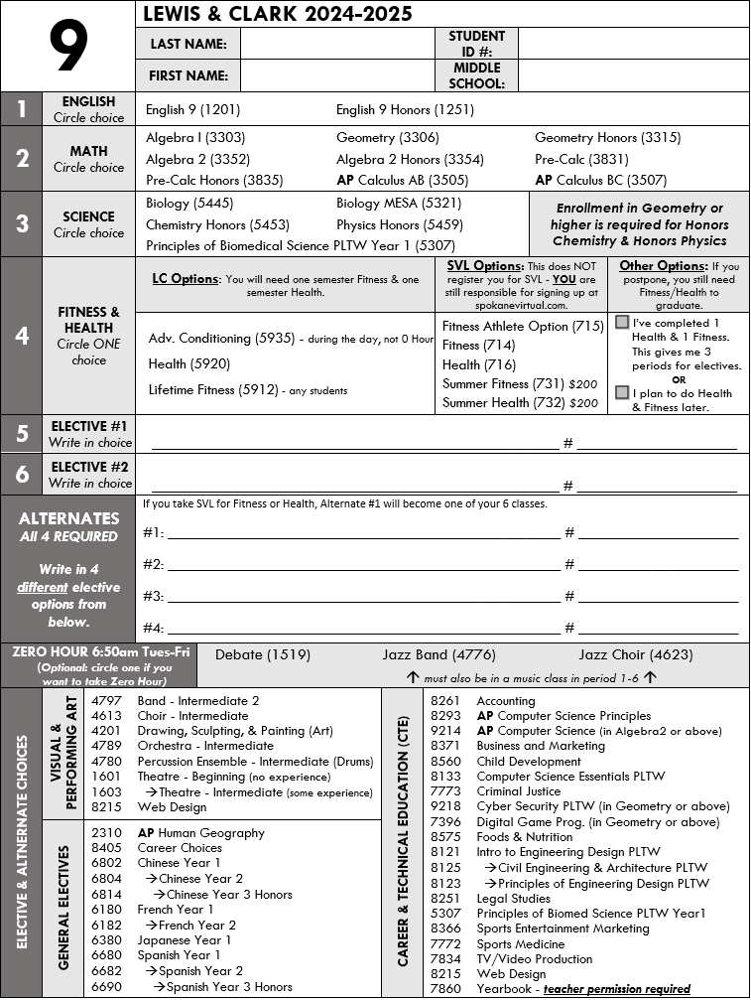 9
LEWIS & CLARK 2024-2025
LAST NAME:
STUDENT ID #:
FIRST NAME:
MIDDLE SCHOOL:
1
ENGLISH
Circle choice
English 9 (1201) English 9 Honors (1251)
2
MATH
Circle choice
Algebra I (3303) Geometry (3306) Geometry Honors (3315)
Algebra 2 (3352) Algebra 2 Honors (3354) Pre-Calc (3831)
Pre-Calc Honors (3835) AP Calculus AB (3505) AP Calculus BC (3507)
3
SCIENCE
Circle choice
Biology (5445) Biology MESA (5321)
Chemistry Honors (5453) Physics Honors (5459)
Principles of Biomedical Science PLTW Year 1 (5307)
Enrollment in Geometry or
higher is required for Honors
Chemistry & Honors Physics
4
FITNESS &
HEALTH
Circle ONE
choice
LC Options: You will need one semester Fitness & one
semester Health.
Adv. Conditioning (5935) - during the day, not 0 Hour
Health (5920)
Lifetime Fitness (5912) - any students
SVL Options: This does NOT
register you for SVL - YOU are
still responsible for signing up at
spokanevirtual.com.
Fitness Athlete Option (715)
Fitness (714)
Health (716)
Summer Fitness (731) $200
Summer Health (732) $200
Other Options: If you
postpone, you still need
Fitness/Health to
graduate.
I've completed 1
Health & 1 Fitness.
This gives me 3
periods for electives.
OR
I plan to do Health
& Fitness later.
5
ELECTIVE #1
Write in choice
#
6
ELECTIVE #2
Write in choice
#
ALTERNATES
All 4 REQUIRED
Write in 4
different elective
options from
below.
If you take SVL for Fitness or Health, Alternate #1 will become one of your 6 classes.
#1: #
#2: #
#3: #
#4: #
ZERO HOUR 6:50am Tues-Fri
(Optional: circle one if you
want to take Zero Hour)
Debate (1519) Jazz Band (4776) Jazz Choir (4623)
↑ must also be in a music class in period 1-6 ↑
ELECTIVE & ALTNERNATE CHOICES
VISUAL &
PERFORMING ART
4797 Band - Intermediate 2
4613 Choir - Intermediate
4201 Drawing, Sculpting, & Painting (Art)
4789 Orchestra - Intermediate
4780 Percussion Ensemble - Intermediate (Drums)
1601 Theatre - Beginning (no experience)
1603 →Theatre - Intermediate (some experience)
8215 Web Design
GENERAL ELECTIVES
2310 AP Human Geography
8405 Career Choices
6802 Chinese Year 1
6804 →Chinese Year 2
6814 →Chinese Year 3 Honors
6180 French Year 1
6182 →French Year 2
6380 Japanese Year 1
6680 Spanish Year 1
6682 →Spanish Year 2
6690 →Spanish Year 3 Honors
CAREER & TECHNICAL EDUCATION (CTE)
8261 Accounting
8293 AP Computer Science Principles
9214 AP Computer Science (in Algebra2 or above)
8371 Business and Marketing
8560 Child Development
8133 Computer Science Essentials PLTW
7773 Criminal Justice
9218 Cyber Security PLTW (in Geometry or above)
7396 Digital Game Prog. (in Geometry or above)
8575 Foods & Nutrition
8121 Intro to Engineering Design PLTW
8125 →Civil Engineering & Architecture PLTW
8123 →Principles of Engineering Design PLTW
8251 Legal Studies
5307 Principles of Biomed Science PLTW Year1
8366 Sports Entertainment Marketing
7772 Sports Medicine
7834 TV/Video Production
8215 Web Design
7860 Yearbook - teacher permission required